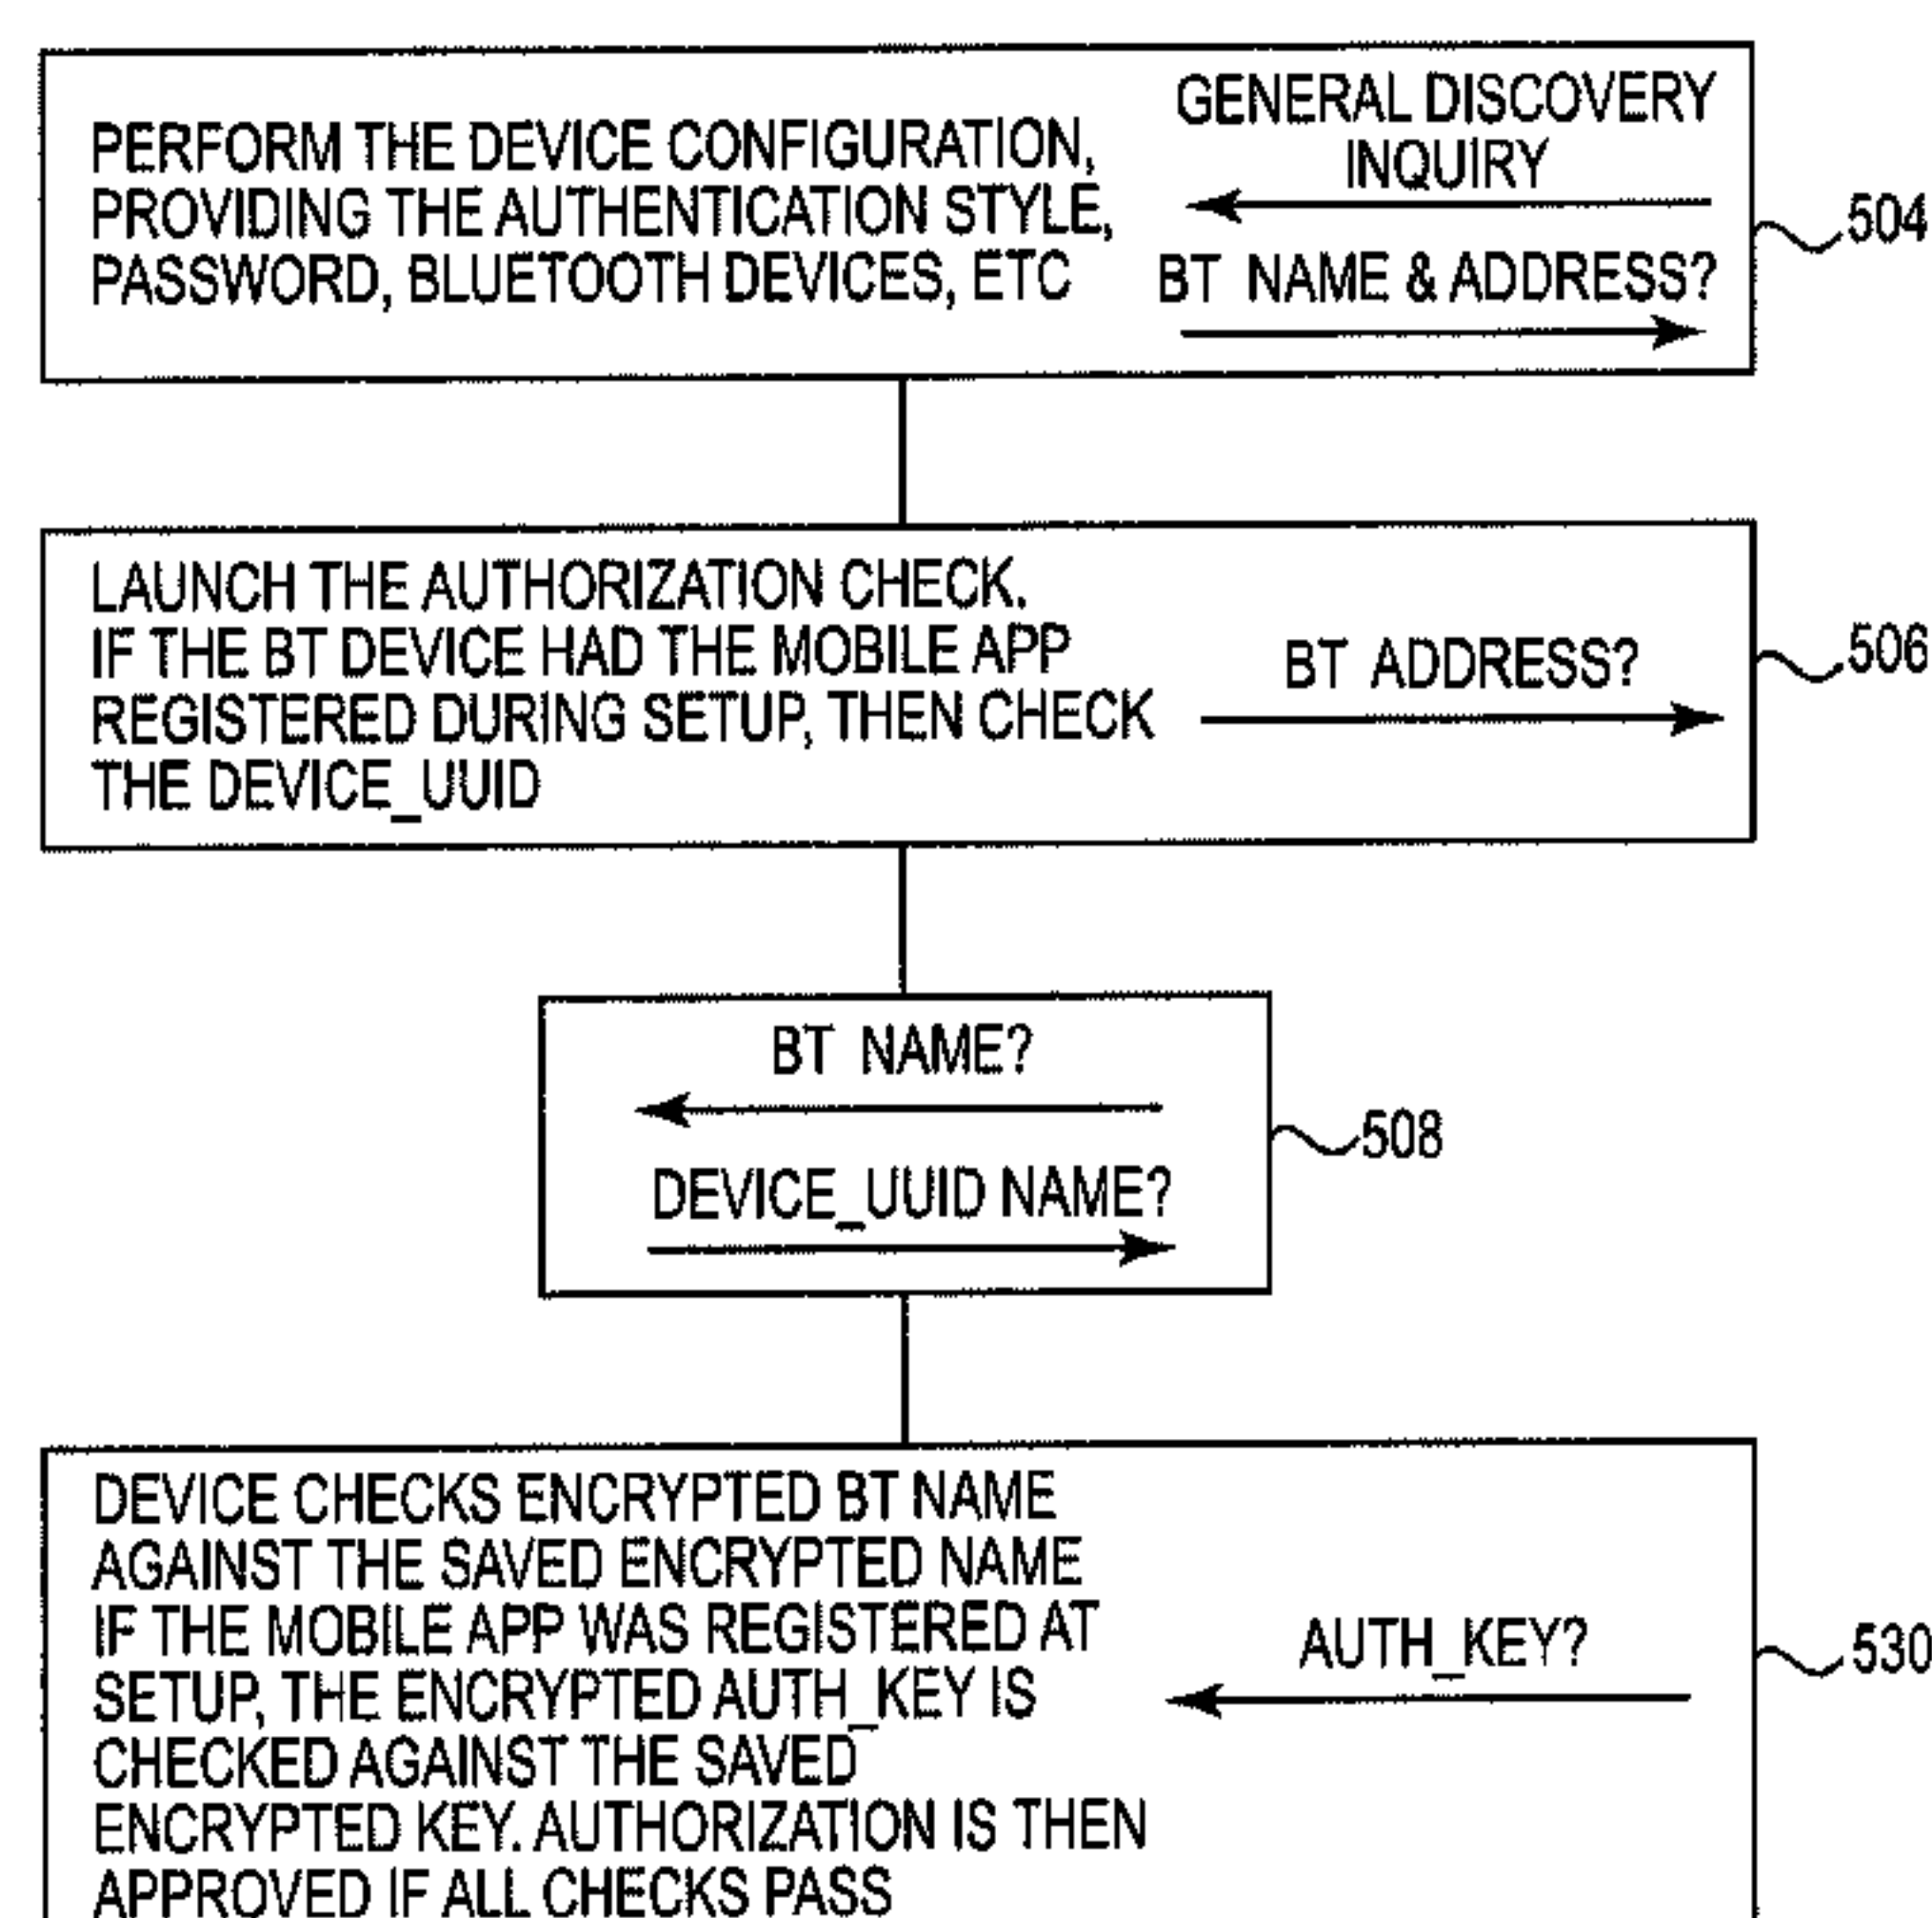 PERFORM THE DEVICE CONFIGURATION,
PROVIDING THE AUTHENTICATION STYLE,
PASSWORD, BLUETOOTH DEVICES, ETC
GENERAL DISCOVERY
INQUIRY
BT NAME & ADDRESS?
504
LAUNCH THE AUTHORIZATION CHECK.
IF THE BT DEVICE HAD THE MOBILE APP
REGISTERED DURING SETUP, THEN CHECK
THE DEVICE_UUID
BT ADDRESS?
506
BT NAME?
DEVICE_UUID NAME?
508
DEVICE CHECKS ENCRYPTED BT NAME
AGAINST THE SAVED ENCRYPTED NAME
IF THE MOBILE APP WAS REGISTERED AT
SETUP, THE ENCRYPTED AUTH_KEY IS
CHECKED AGAINST THE SAVED
ENCRYPTED KEY. AUTHORIZATION IS THEN
APPROVED IF ALL CHECKS PASS
AUTH_KEY?
530